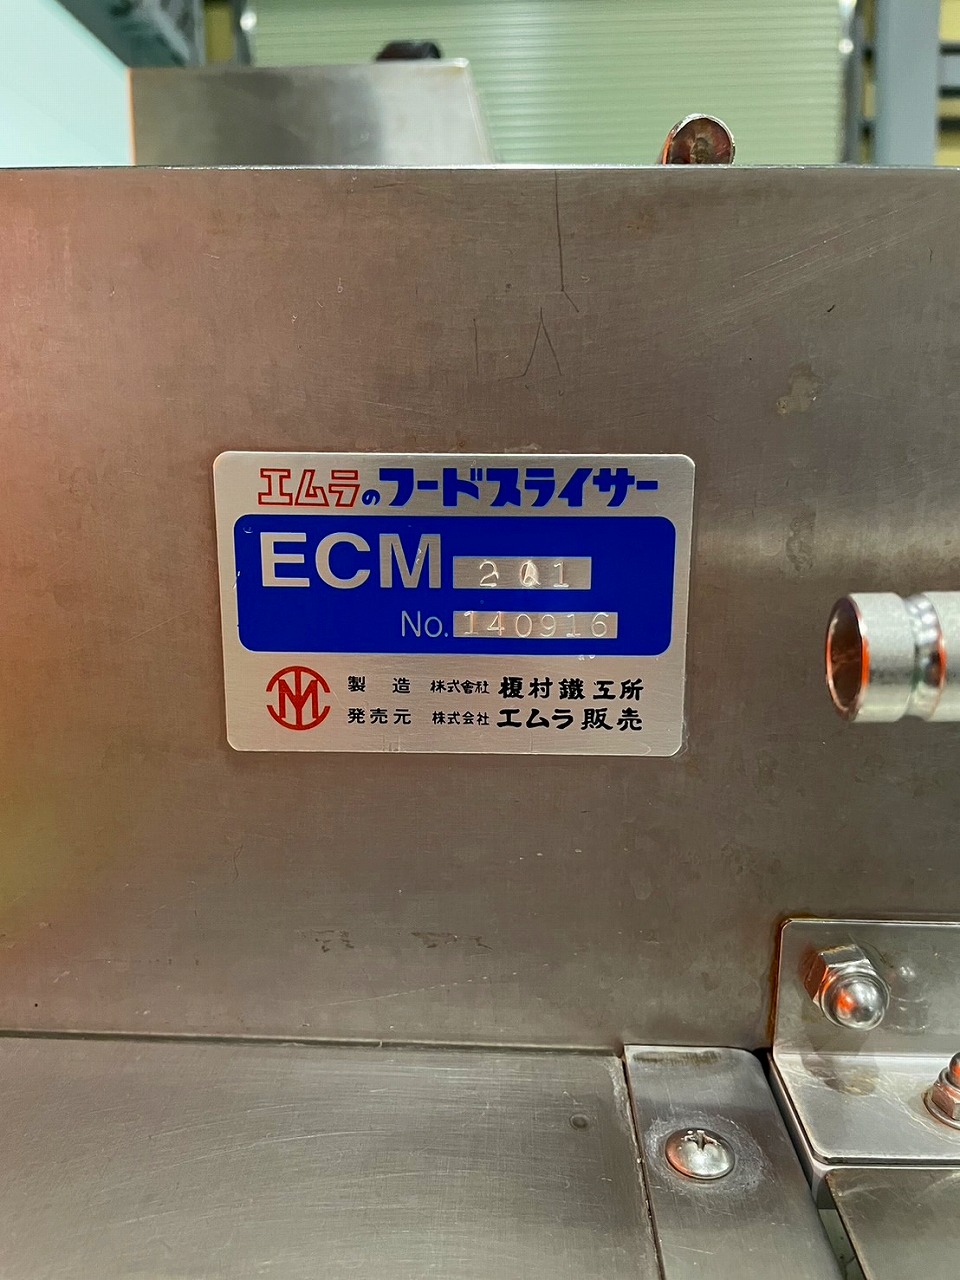 エムラのフードスライサー
ECM 201
No. 140916
製造 株式会社 榎村鐵工所
発売元 株式会社 エムラ販売